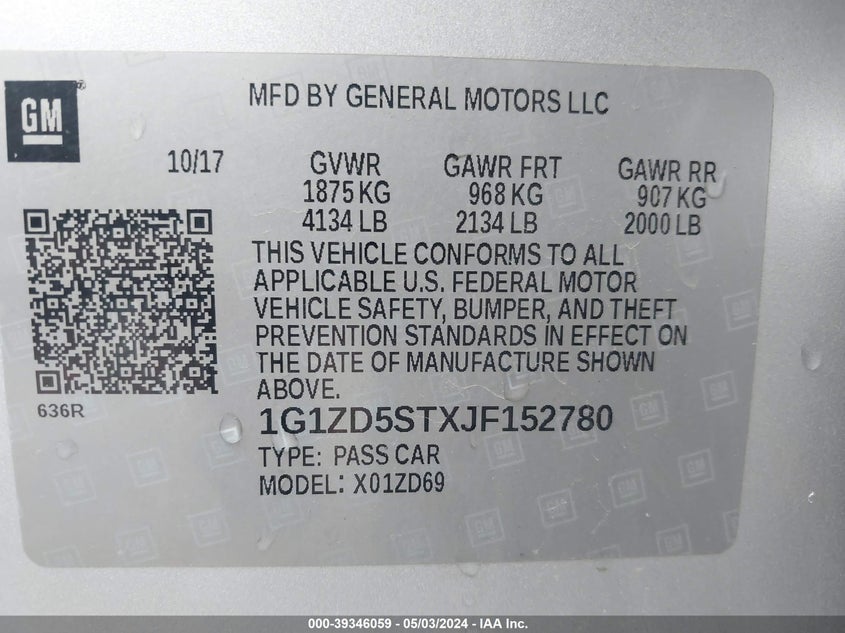 GM
MFD BY GENERAL MOTORS LLC
10/17 GVWR GAWR FRT GAWR RR
1875 KG 968 KG 907 KG
4134 LB 2134 LB 2000 LB
THIS VEHICLE CONFORMS TO ALL
APPLICABLE U.S. FEDERAL MOTOR
VEHICLE SAFETY, BUMPER, AND THEFT
PREVENTION STANDARDS IN EFFECT ON
THE DATE OF MANUFACTURE SHOWN
ABOVE.
636R
1G1ZD5STXJF152780
TYPE: PASS CAR
MODEL: X01ZD69
000-39346059 - 05/03/2024 - IAA Inc.